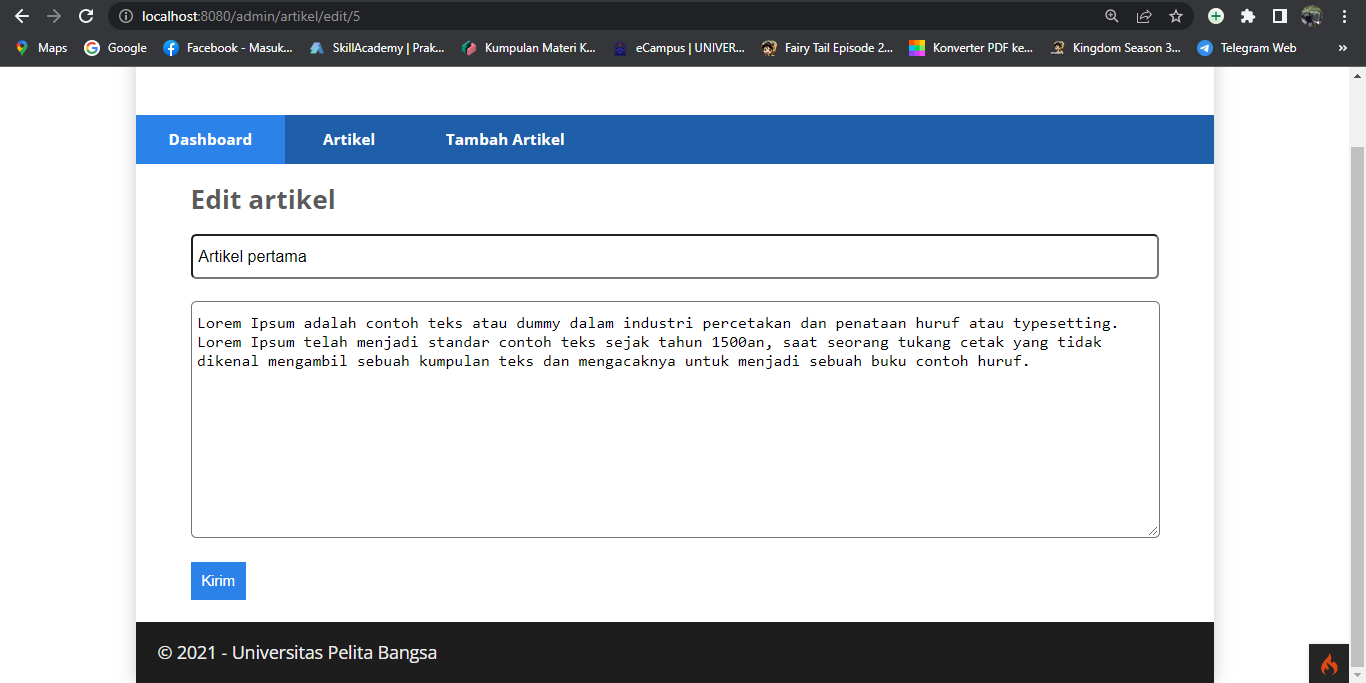 localhost:8080/admin/artikel/edit/5
Maps
Google
Facebook - Masuk...
SkillAcademy | Prak...
Kumpulan Materi K...
eCampus | UNIVER...
Fairy Tail Episode 2...
Konverter PDF ke...
Kingdom Season 3...
Telegram Web
»
Dashboard
Artikel
Tambah Artikel
Edit artikel
Artikel pertama
Lorem Ipsum adalah contoh teks atau dummy dalam industri percetakan dan penataan huruf atau typesetting.
Lorem Ipsum telah menjadi standar contoh teks sejak tahun 1500an, saat seorang tukang cetak yang tidak
dikenal mengambil sebuah kumpulan teks dan mengacaknya untuk menjadi sebuah buku contoh huruf.
Kirim
© 2021 - Universitas Pelita Bangsa